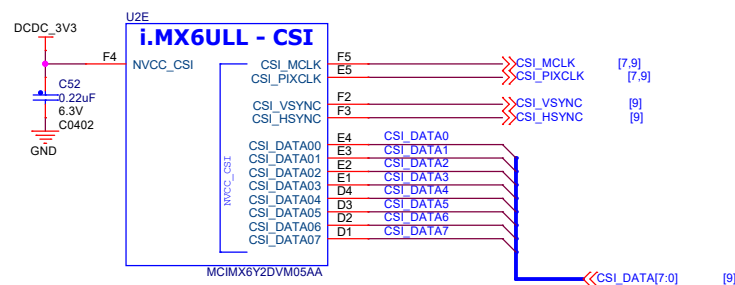 U2E
DCDC_3V3
i.MX6ULL - CSI
F4
NVCC_CSI
C52
0.22uF
6.3V
C0402
GND
NVCC_CSI
CSI_MCLK F5 CSI_MCLK [7,9]
CSI_PIXCLK E5 CSI_PIXCLK [7,9]
CSI_VSYNC F2 CSI_VSYNC [9]
CSI_HSYNC F3 CSI_HSYNC [9]
CSI_DATA00 E4 CSI_DATA0
CSI_DATA01 E3 CSI_DATA1
CSI_DATA02 E2 CSI_DATA2
CSI_DATA03 E1 CSI_DATA3
CSI_DATA04 D4 CSI_DATA4
CSI_DATA05 D3 CSI_DATA5
CSI_DATA06 D2 CSI_DATA6
CSI_DATA07 D1 CSI_DATA7
MCIMX6Y2DVM05AA
CSI_DATA[7:0] [9]